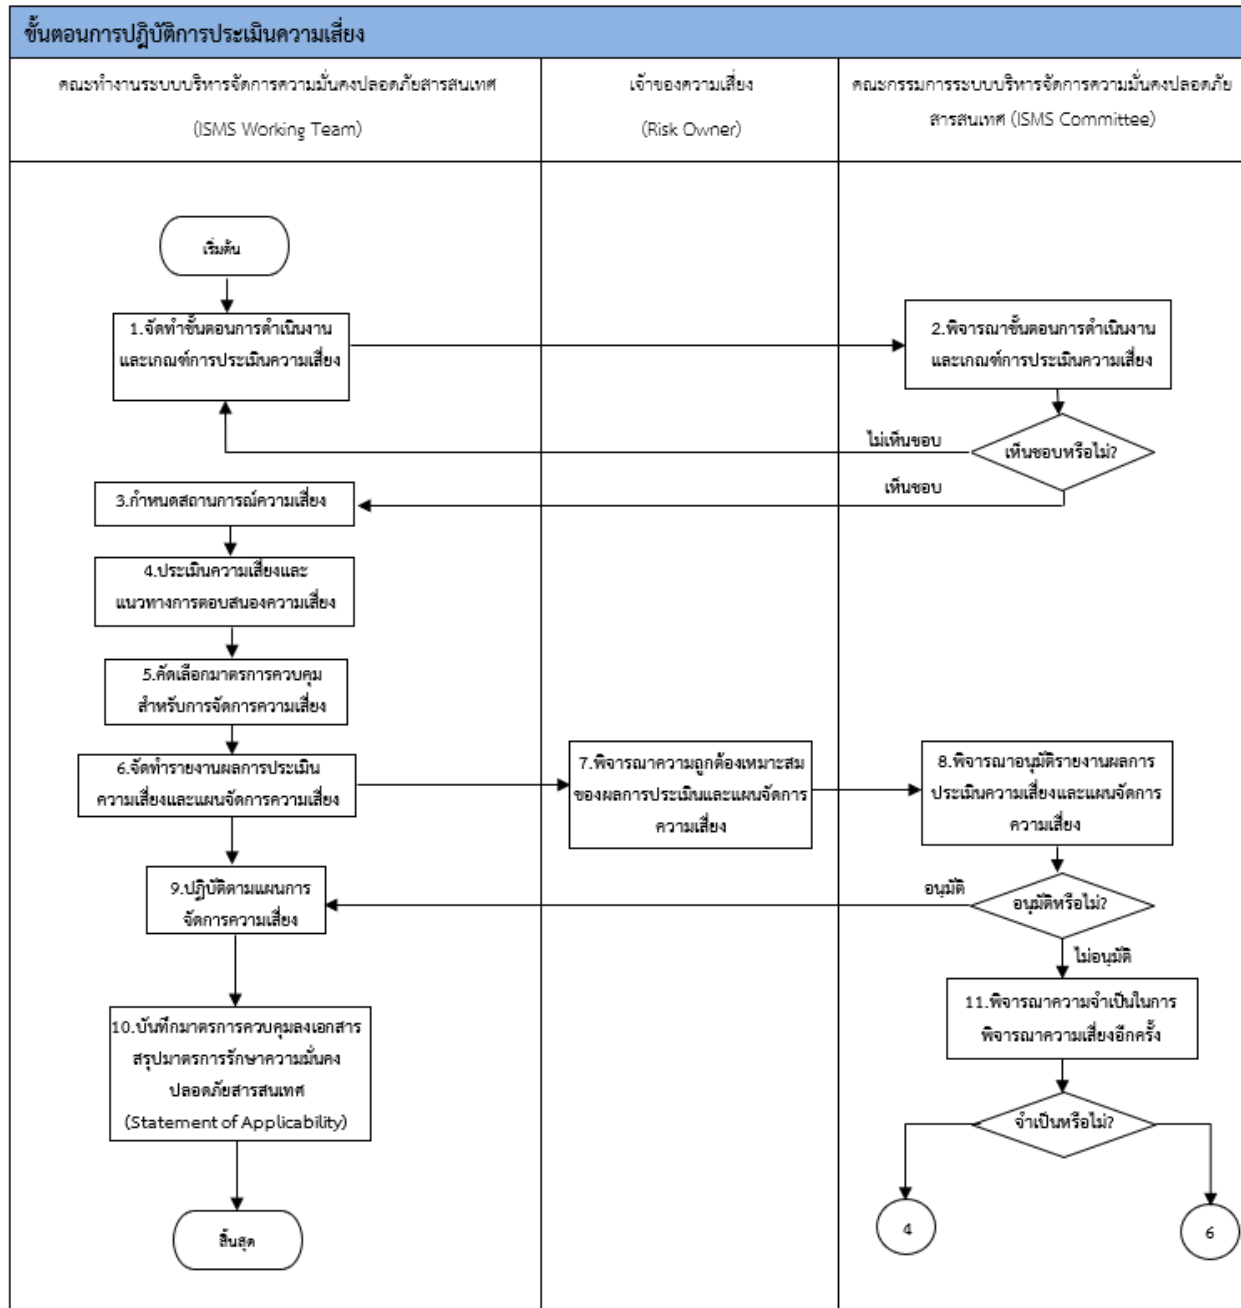 ขั้นตอนการปฏิบัติการประเมินความเสี่ยง
คณะทำงานระบบบริหารจัดการความมั่นคงปลอดภัยสารสนเทศ
(ISMS Working Team)
เจ้าของความเสี่ยง
(Risk Owner)
คณะกรรมการระบบบริหารจัดการความมั่นคงปลอดภัย
สารสนเทศ (ISMS Committee)
เริ่มต้น
1.จัดทำขั้นตอนการดำเนินงาน
และเกณฑ์การประเมินความเสี่ยง
2.พิจารณาขั้นตอนการดำเนินงาน
และเกณฑ์การประเมินความเสี่ยง
ไม่เห็นชอบ
เห็นชอบหรือไม่?
เห็นชอบ
3.กำหนดสถานการณ์ความเสี่ยง
4.ประเมินความเสี่ยงและ
แนวทางการตอบสนองความเสี่ยง
5.คัดเลือกมาตรการควบคุม
สำหรับการจัดการความเสี่ยง
6.จัดทำรายงานผลการประเมิน
ความเสี่ยงและแผนจัดการความเสี่ยง
7.พิจารณาความถูกต้องเหมาะสม
ของผลการประเมินและแผนจัดการ
ความเสี่ยง
8.พิจารณาอนุมัติรายงานผลการ
ประเมินความเสี่ยงและแผนจัดการ
ความเสี่ยง
9.ปฏิบัติตามแผนการ
จัดการความเสี่ยง
อนุมัติ
อนุมัติหรือไม่?
ไม่อนุมัติ
10.บันทึกมาตรการควบคุมลงเอกสาร
สรุปมาตรการรักษาความมั่นคง
ปลอดภัยสารสนเทศ
(Statement of Applicability)
11.พิจารณาความจำเป็นในการ
พิจารณาความเสี่ยงอีกครั้ง
จำเป็นหรือไม่?
4
6
สิ้นสุด